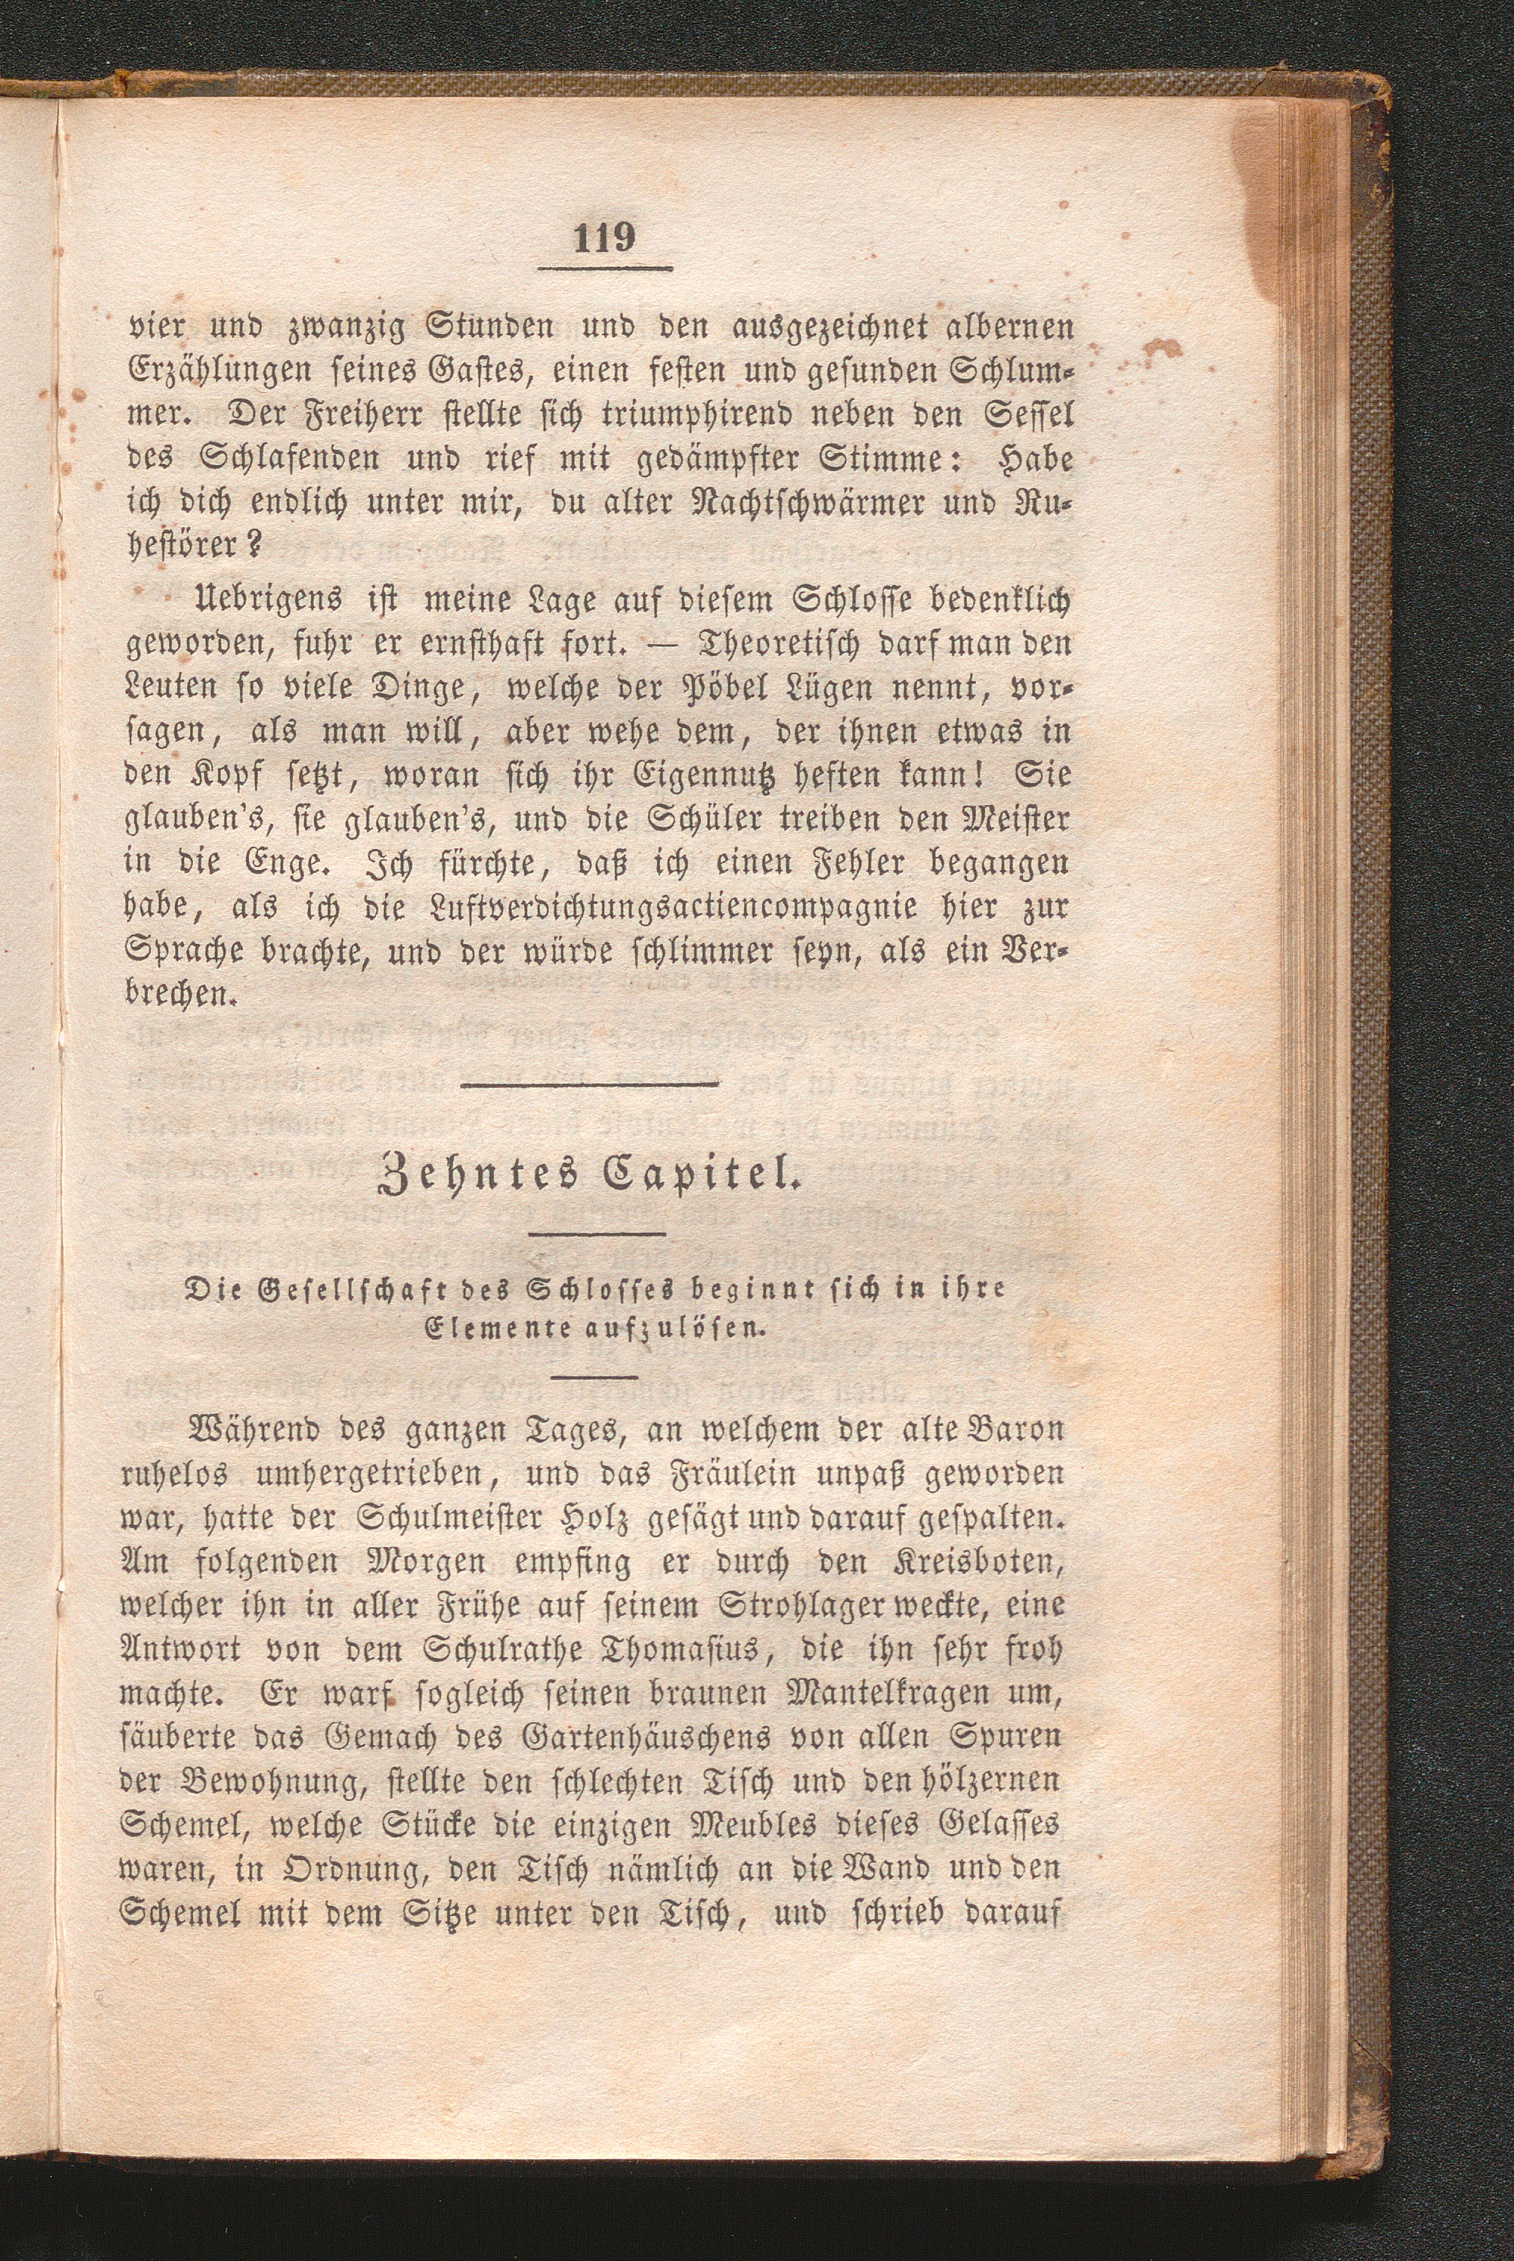 119
vier und zwanzig Stunden und den ausgezeichnet albernen
Erzählungen ſeines Gaſtes, einen feſten und geſunden Schlum⸗
mer. Der Freiherr ſtellte ſich triumphirend neben den Seſſel
des Schlafenden und rief mit gedämpfter Stimme: Habe
ich dich endlich unter mir, du alter Nachtſchwärmer und Ru⸗
heſtörer?
Uebrigens iſt meine Lage auf dieſem Schloſſe bedenklich
geworden, fuhr er ernſthaft fort. — Theoretiſch darf man den
Leuten ſo viele Dinge, welche der Pöbel Lügen nennt, vor⸗
ſagen, als man will, aber wehe dem, der ihnen etwas in
den Kopf ſetzt, woran ſich ihr Eigennutz heften kann! Sie
glauben's, ſie glauben's, und die Schüler treiben den Meiſter
in die Enge. Ich fürchte, daß ich einen Fehler begangen
habe, als ich die Luftverdichtungsactiencompagnie hier zur
Sprache brachte, und der würde ſchlimmer ſeyn, als ein Ver⸗
brechen.
Zehntes Capitel.
Die Geſellſchaft des Schloſſes beginnt ſich in ihre
Elemente aufzulöſen.
Während des ganzen Tages, an welchem der alte Baron
ruhelos umhergetrieben, und das Fräulein unpaß geworden
war, hatte der Schulmeiſter Holz geſägt und darauf geſpalten.
Am folgenden Morgen empfing er durch den Kreisboten,
welcher ihn in aller Frühe auf ſeinem Strohlager weckte, eine
Antwort von dem Schulrathe Thomaſius, die ihn ſehr froh
machte. Er warf ſogleich ſeinen braunen Mantelkragen um,
ſäuberte das Gemach des Gartenhäuschens von allen Spuren
der Bewohnung, ſtellte den ſchlechten Tiſch und den hölzernen
Schemel, welche Stücke die einzigen Meubles dieſes Gelaſſes
waren, in Ordnung, den Tiſch nämlich an die Wand und den
Schemel mit dem Sitze unter den Tiſch, und ſchrieb darauf